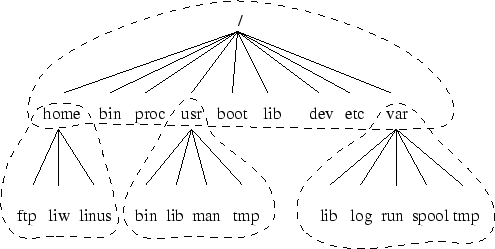 /
home bin proc usr boot lib dev etc var
ftp liw linus bin lib man tmp lib log run spool tmp